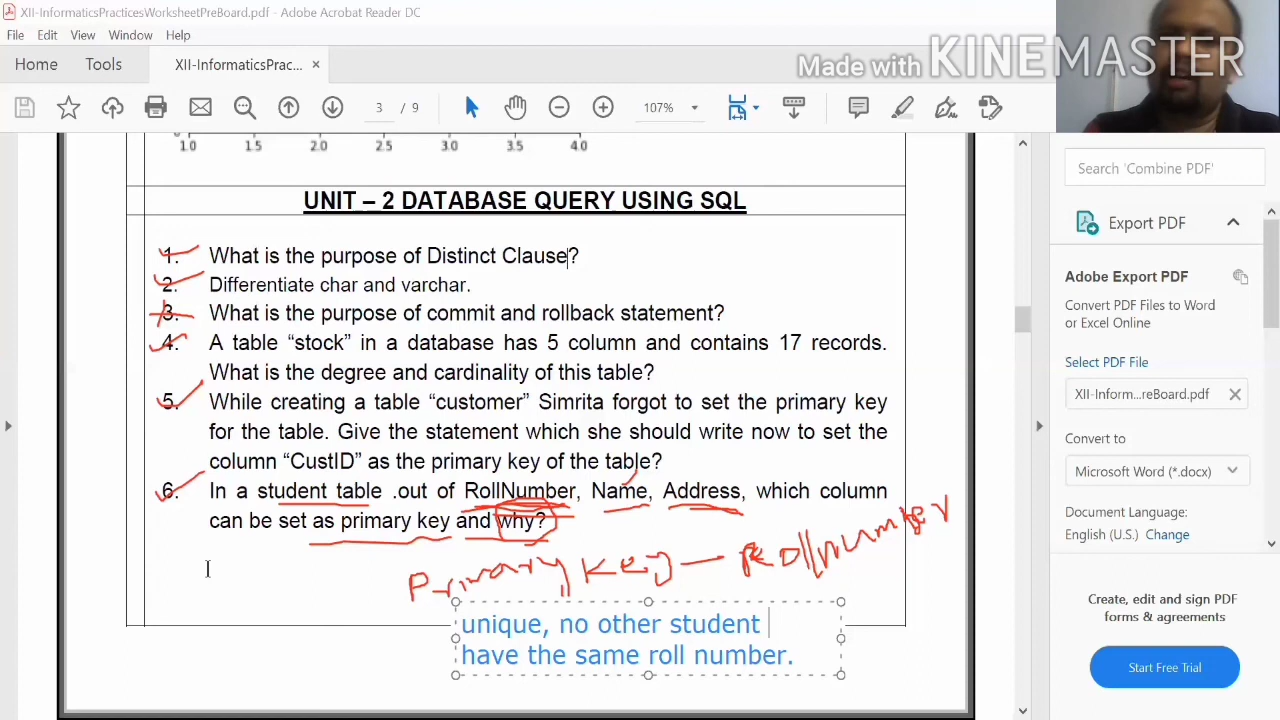 XII-InformaticsPracticesWorksheetPreBoard.pdf - Adobe Acrobat Reader DC
File Edit View Window Help
Made with KINEMASTER
Home Tools XII-InformaticsPrac... ×
3 / 9 107%
1.0 1.5 2.0 2.5 3.0 3.5 4.0
Search 'Combine PDF'
UNIT – 2 DATABASE QUERY USING SQL
Export PDF
1. What is the purpose of Distinct Clause?
2. Differentiate char and varchar.
3. What is the purpose of commit and rollback statement?
4. A table “stock” in a database has 5 column and contains 17 records.
What is the degree and cardinality of this table?
5. While creating a table “customer” Simrita forgot to set the primary key
for the table. Give the statement which she should write now to set the
column “CustID” as the primary key of the table?
6. In a student table .out of RollNumber, Name, Address, which column
can be set as primary key and why?
Primary Key — Rollnumber
unique, no other student
have the same roll number.
Adobe Export PDF
Convert PDF Files to Word
or Excel Online
Select PDF File
XII-Inform...reBoard.pdf
Convert to
Microsoft Word (*.docx)
Document Language:
English (U.S.) Change
Create, edit and sign PDF
forms & agreements
Start Free Trial